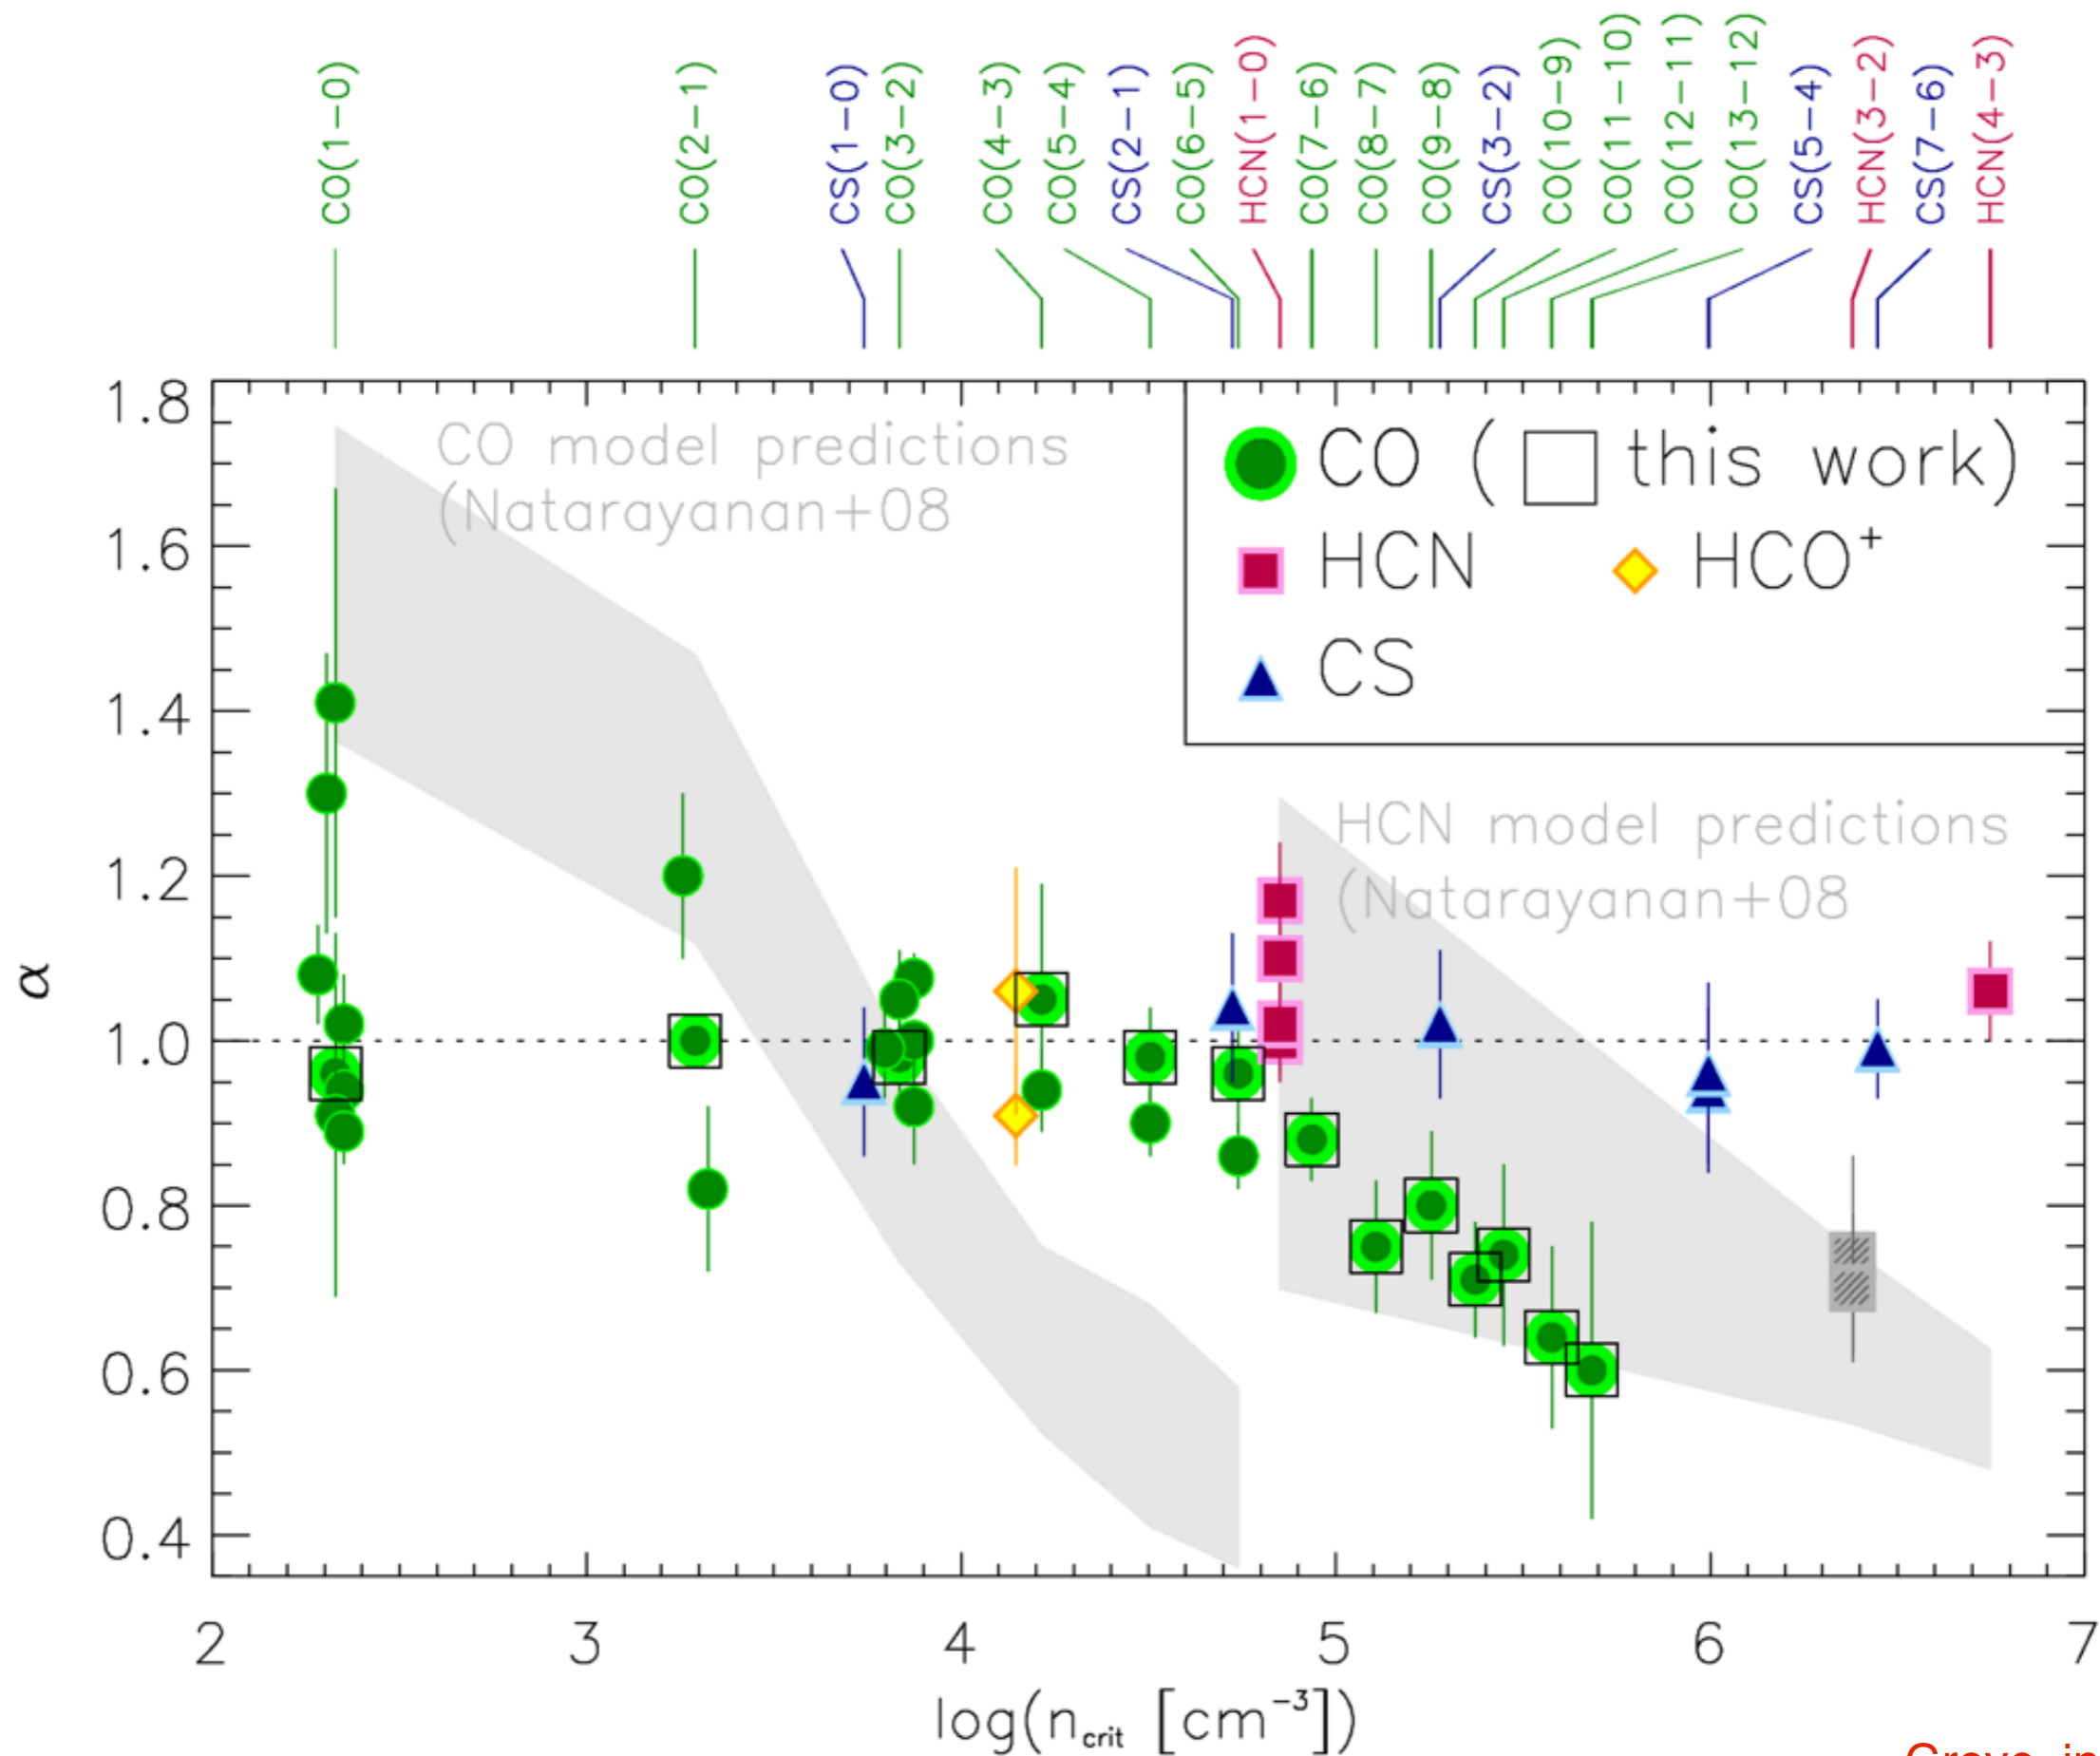 CO(1-0)
CO(2-1)
CS(1-0)
CO(3-2)
CO(4-3)
CO(5-4)
CS(2-1)
CO(6-5)
HCN(1-0)
CO(7-6)
CO(8-7)
CO(9-8)
CS(3-2)
CO(10-9)
CO(11-10)
CO(12-11)
CO(13-12)
CS(5-4)
HCN(3-2)
CS(7-6)
HCN(4-3)
1.8
1.6
1.4
1.2
1.0
0.8
0.6
0.4
α
CO model predictions
(Natarayanan+08
CO ( this work)
HCN
HCO⁺
CS
HCN model predictions
(Natarayanan+08
2 3 4 5 6 7
log(n_crit [cm⁻³])